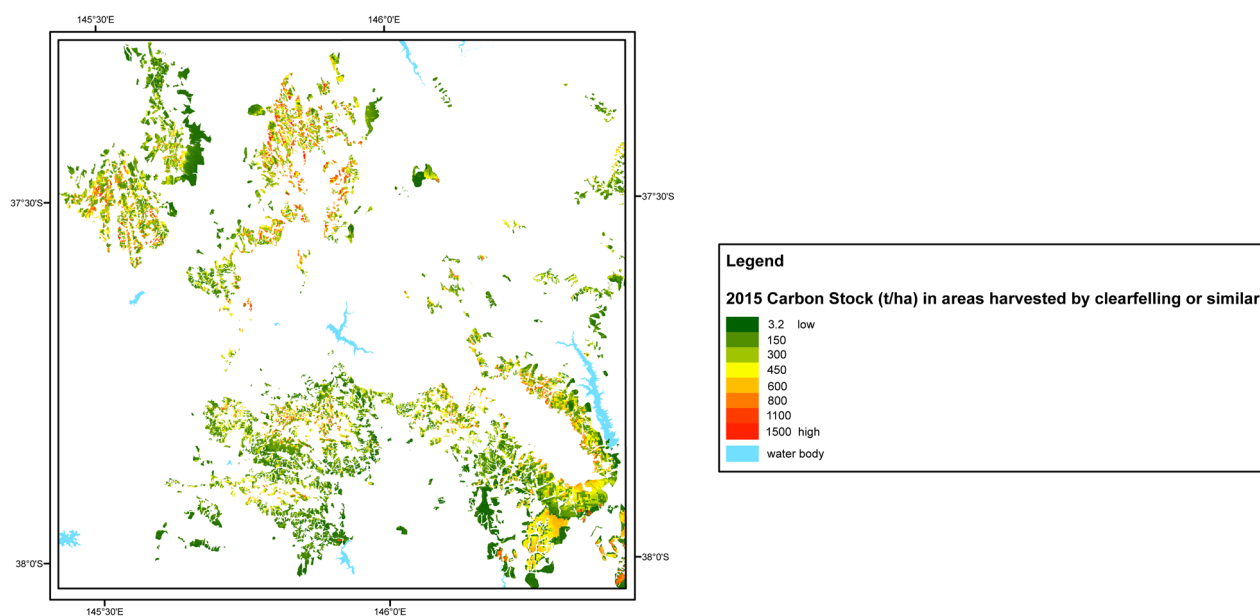 145°30'E 146°0'E
37°30'S 37°30'S
Legend
2015 Carbon Stock (t/ha) in areas harvested by clearfelling or similar
3.2 low
150
300
450
600
800
1100
1500 high
water body
38°0'S 38°0'S
145°30'E 146°0'E